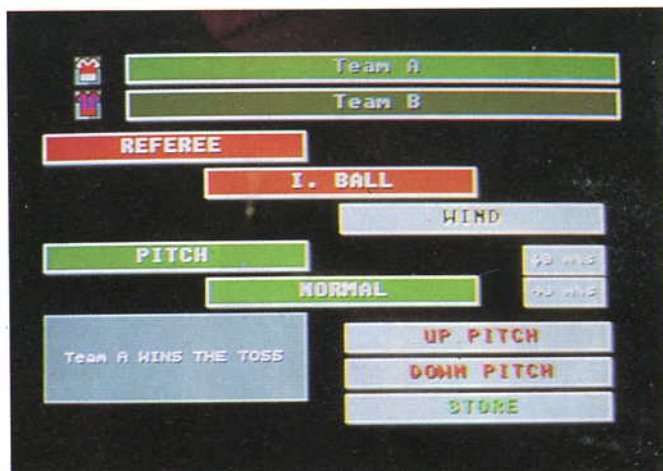 Team A
Team B
REFEREE
I. BALL
WIND
PITCH
NORMAL
Team A WINS THE TOSS
UP PITCH
DOWN PITCH
STORE